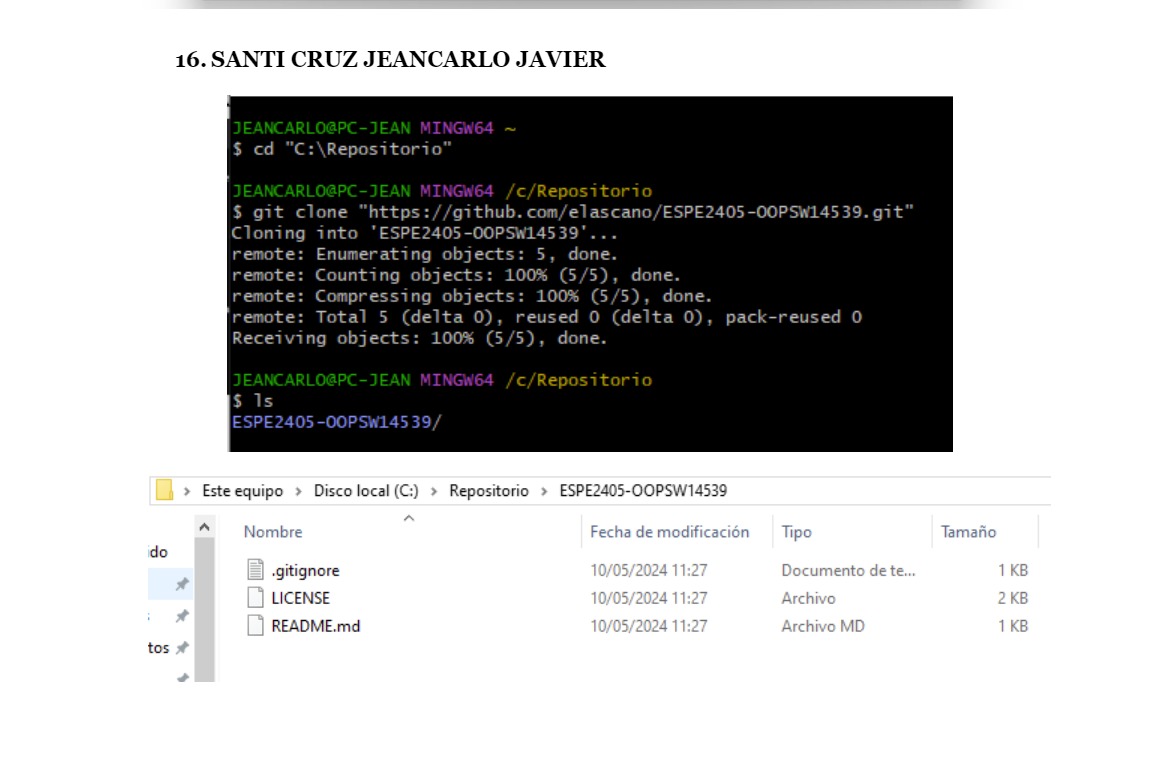 16. SANTI CRUZ JEANCARLO JAVIER
JEANCARLO@PC-JEAN MINGW64 ~
$ cd "C:\Repositorio"
JEANCARLO@PC-JEAN MINGW64 /c/Repositorio
$ git clone "https://github.com/elascano/ESPE2405-OOPSW14539.git"
Cloning into 'ESPE2405-OOPSW14539'...
remote: Enumerating objects: 5, done.
remote: Counting objects: 100% (5/5), done.
remote: Compressing objects: 100% (5/5), done.
remote: Total 5 (delta 0), reused 0 (delta 0), pack-reused 0
Receiving objects: 100% (5/5), done.
JEANCARLO@PC-JEAN MINGW64 /c/Repositorio
$ ls
ESPE2405-OOPSW14539/
› Este equipo › Disco local (C:) › Repositorio › ESPE2405-OOPSW14539
Nombre Fecha de modificación Tipo Tamaño
ido
.gitignore 10/05/2024 11:27 Documento de te... 1 KB
LICENSE 10/05/2024 11:27 Archivo 2 KB
README.md 10/05/2024 11:27 Archivo MD 1 KB
tos